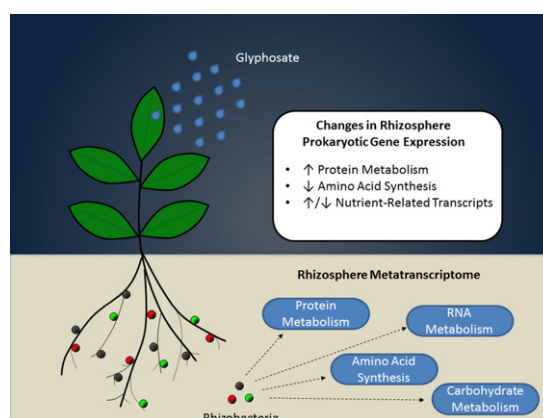 Glyphosate
Changes in Rhizosphere
Prokaryotic Gene Expression
• ↑ Protein Metabolism
• ↓ Amino Acid Synthesis
• ↑/↓ Nutrient-Related Transcripts
Rhizosphere Metatranscriptome
Protein
Metabolism
RNA
Metabolism
Amino Acid
Synthesis
Carbohydrate
Metabolism
Rhizobacteria